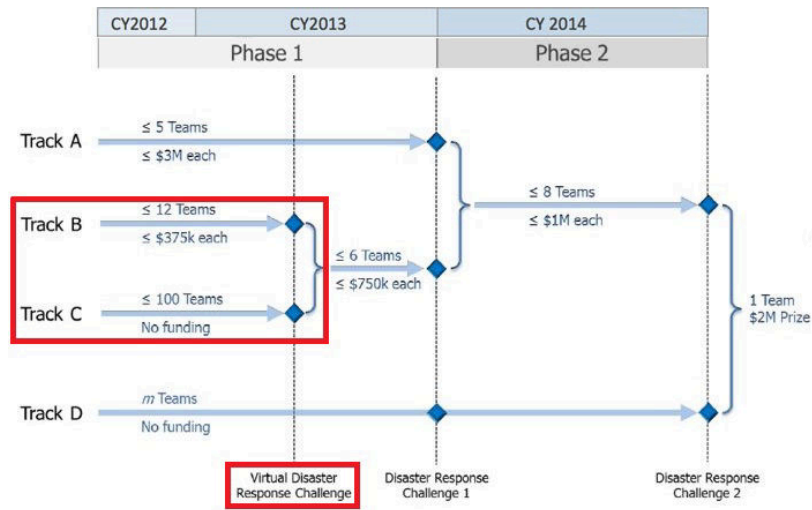 CY2012 CY2013 CY 2014
Phase 1 Phase 2
Track A
≤ 5 Teams
≤ $3M each
Track B
≤ 12 Teams
≤ $375k each
≤ 8 Teams
≤ $1M each
≤ 6 Teams
≤ $750k each
Track C
≤ 100 Teams
No funding
1 Team
$2M Prize
Track D
m Teams
No funding
Virtual Disaster
Response Challenge
Disaster Response
Challenge 1
Disaster Response
Challenge 2